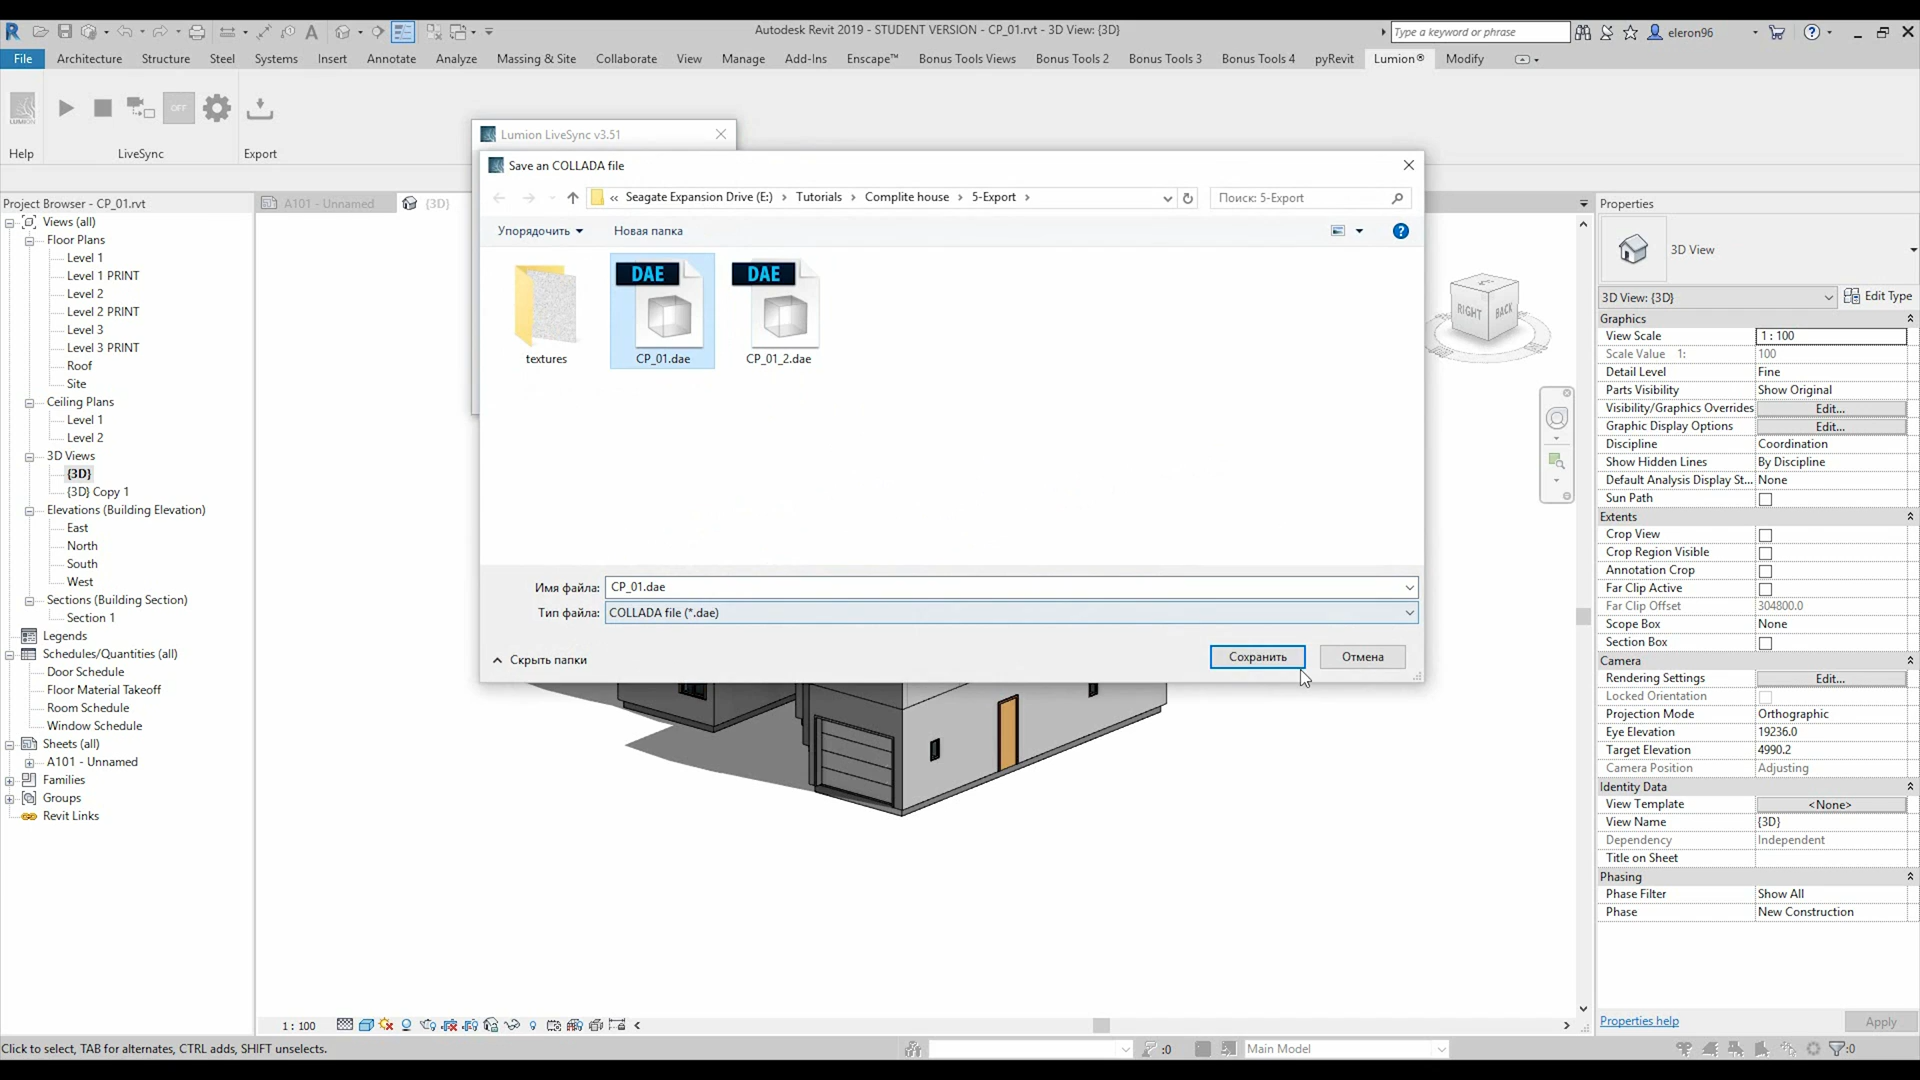 Autodesk Revit 2019 - STUDENT VERSION - CP_01.rvt - 3D View: {3D}
Type a keyword or phrase
eleron96
File Architecture Structure Steel Systems Insert Annotate Analyze Massing & Site Collaborate View Manage Add-Ins Enscape™ Bonus Tools Views Bonus Tools 2 Bonus Tools 3 Bonus Tools 4 pyRevit Lumion® Modify
LUMION
OFF
Help LiveSync Export
Lumion LiveSync v3.51
Save an COLLADA file
« Seagate Expansion Drive (E:) › Tutorials › Complite house › 5-Export ›
Поиск: 5-Export
Упорядочить Новая папка
DAE DAE
textures CP_01.dae CP_01_2.dae
Имя файла: CP_01.dae
Тип файла: COLLADA file (*.dae)
Скрыть папки
Сохранить Отмена
Project Browser - CP_01.rvt
Views (all)
Floor Plans
Level 1
Level 1 PRINT
Level 2
Level 2 PRINT
Level 3
Level 3 PRINT
Roof
Site
Ceiling Plans
Level 1
Level 2
3D Views
{3D}
{3D} Copy 1
Elevations (Building Elevation)
East
North
South
West
Sections (Building Section)
Section 1
Legends
Schedules/Quantities (all)
Door Schedule
Floor Material Takeoff
Room Schedule
Window Schedule
Sheets (all)
A101 - Unnamed
Families
Groups
Revit Links
A101 - Unnamed
{3D}
RIGHT BACK
Properties
3D View
3D View: {3D} Edit Type
Graphics
View Scale 1 : 100
Scale Value 1: 100
Detail Level Fine
Parts Visibility Show Original
Visibility/Graphics Overrides Edit...
Graphic Display Options Edit...
Discipline Coordination
Show Hidden Lines By Discipline
Default Analysis Display St... None
Sun Path
Extents
Crop View
Crop Region Visible
Annotation Crop
Far Clip Active
Far Clip Offset 304800.0
Scope Box None
Section Box
Camera
Rendering Settings Edit...
Locked Orientation
Projection Mode Orthographic
Eye Elevation 19236.0
Target Elevation 4990.2
Camera Position Adjusting
Identity Data
View Template <None>
View Name {3D}
Dependency Independent
Title on Sheet
Phasing
Phase Filter Show All
Phase New Construction
Properties help Apply
1 : 100
Click to select, TAB for alternates, CTRL adds, SHIFT unselects.
:0
Main Model
:0